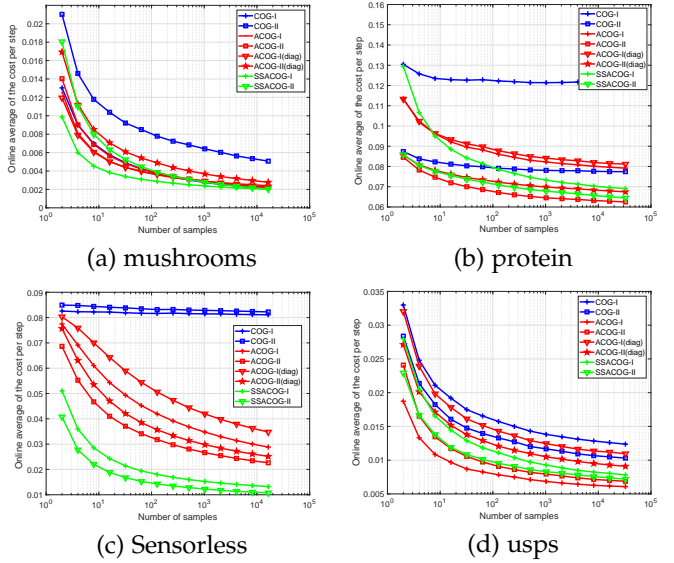 0.022
0.02
0.018
0.016
0.014
0.012
0.01
0.008
0.006
0.004
0.002
0
Online average of the cost per step
10^0 10^1 10^2 10^3 10^4 10^5
Number of samples
COG-I
COG-II
ACOG-I
ACOG-II
ACOG-I(diag)
ACOG-II(diag)
SSACOG-I
SSACOG-II
(a) mushrooms
0.16
0.15
0.14
0.13
0.12
0.11
0.1
0.09
0.08
0.07
0.06
Online average of the cost per step
10^0 10^1 10^2 10^3 10^4 10^5
Number of samples
COG-I
COG-II
ACOG-I
ACOG-II
ACOG-I(diag)
ACOG-II(diag)
SSACOG-I
SSACOG-II
(b) protein
0.09
0.08
0.07
0.06
0.05
0.04
0.03
0.02
0.01
Online average of the cost per step
10^0 10^1 10^2 10^3 10^4 10^5
Number of samples
COG-I
COG-II
ACOG-I
ACOG-II
ACOG-I(diag)
ACOG-II(diag)
SSACOG-I
SSACOG-II
(c) Sensorless
0.035
0.03
0.025
0.02
0.015
0.01
0.005
Online average of the cost per step
10^0 10^1 10^2 10^3 10^4 10^5
Number of samples
COG-I
COG-II
ACOG-I
ACOG-II
ACOG-I(diag)
ACOG-II(diag)
SSACOG-I
SSACOG-II
(d) usps